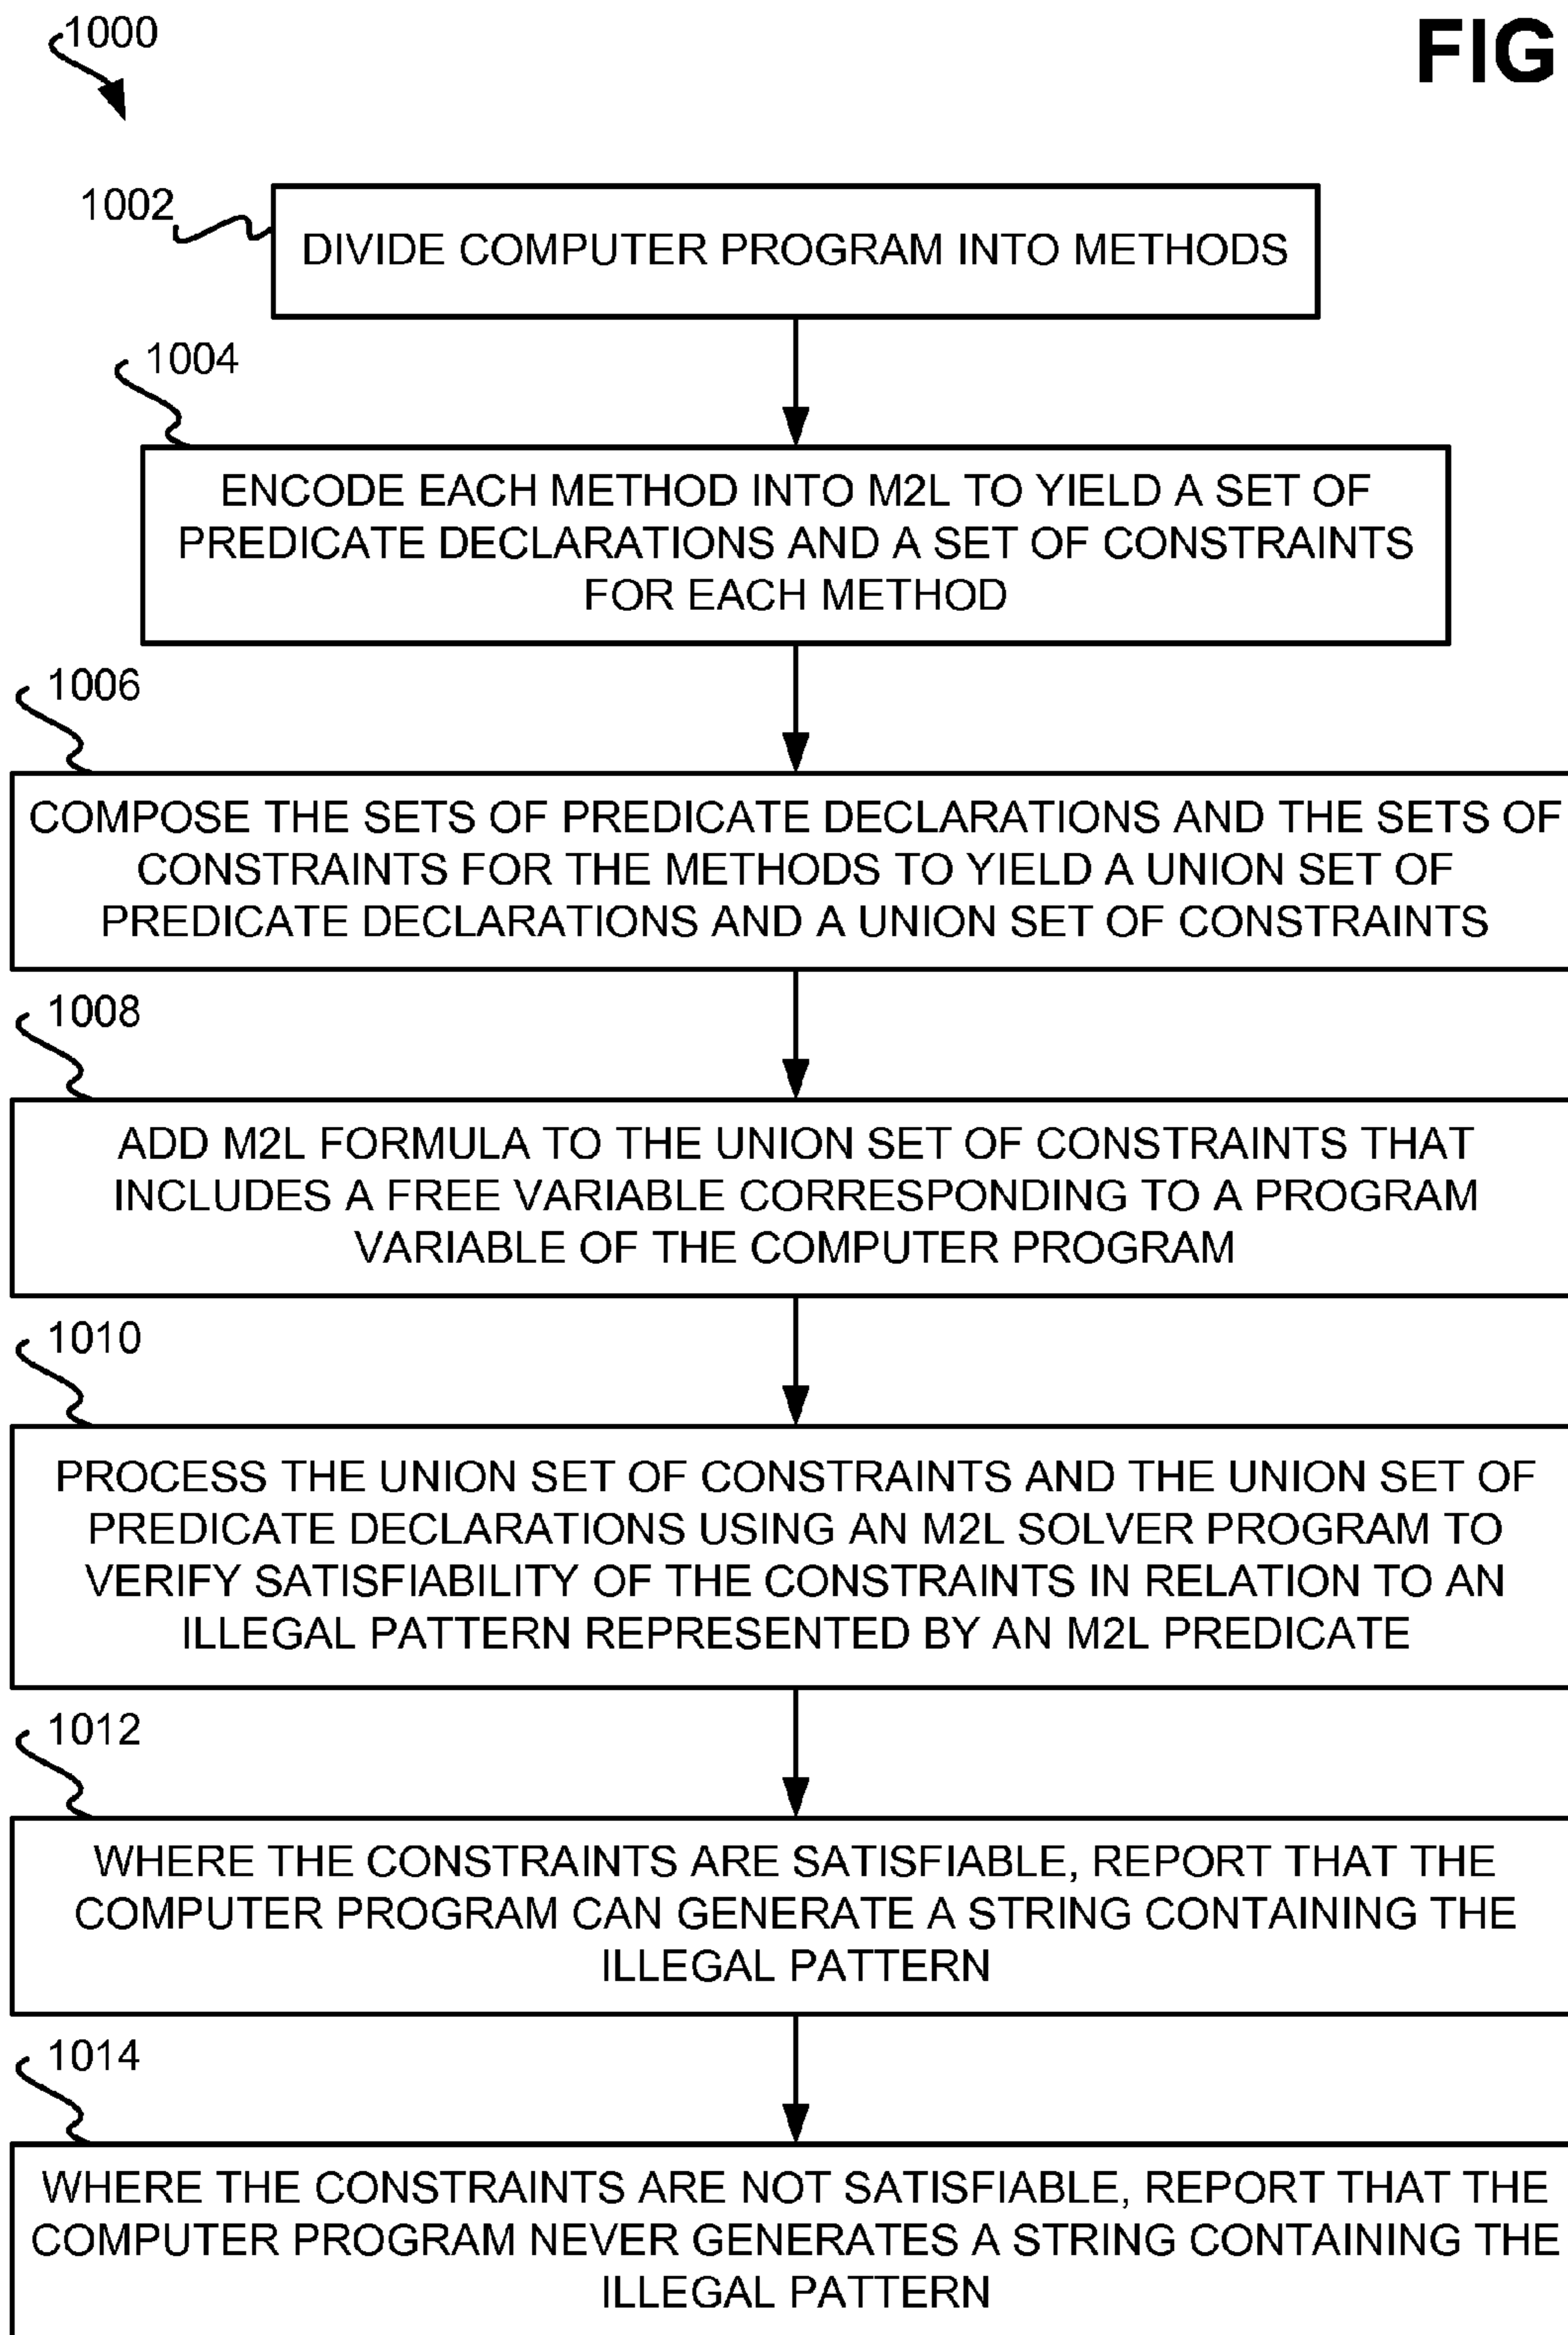 1000
FIG
1002
DIVIDE COMPUTER PROGRAM INTO METHODS
1004
ENCODE EACH METHOD INTO M2L TO YIELD A SET OF
PREDICATE DECLARATIONS AND A SET OF CONSTRAINTS
FOR EACH METHOD
1006
COMPOSE THE SETS OF PREDICATE DECLARATIONS AND THE SETS OF
CONSTRAINTS FOR THE METHODS TO YIELD A UNION SET OF
PREDICATE DECLARATIONS AND A UNION SET OF CONSTRAINTS
1008
ADD M2L FORMULA TO THE UNION SET OF CONSTRAINTS THAT
INCLUDES A FREE VARIABLE CORRESPONDING TO A PROGRAM
VARIABLE OF THE COMPUTER PROGRAM
1010
PROCESS THE UNION SET OF CONSTRAINTS AND THE UNION SET OF
PREDICATE DECLARATIONS USING AN M2L SOLVER PROGRAM TO
VERIFY SATISFIABILITY OF THE CONSTRAINTS IN RELATION TO AN
ILLEGAL PATTERN REPRESENTED BY AN M2L PREDICATE
1012
WHERE THE CONSTRAINTS ARE SATISFIABLE, REPORT THAT THE
COMPUTER PROGRAM CAN GENERATE A STRING CONTAINING THE
ILLEGAL PATTERN
1014
WHERE THE CONSTRAINTS ARE NOT SATISFIABLE, REPORT THAT THE
COMPUTER PROGRAM NEVER GENERATES A STRING CONTAINING THE
ILLEGAL PATTERN